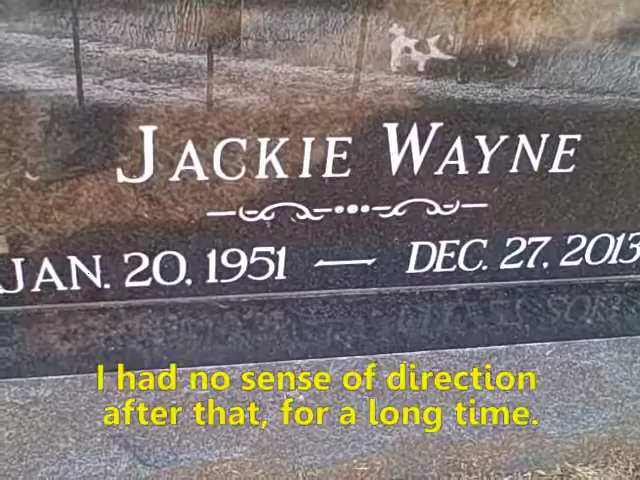 JACKIE WAYNE
JAN. 20, 1951 — DEC. 27, 2013
I had no sense of direction
after that, for a long time.